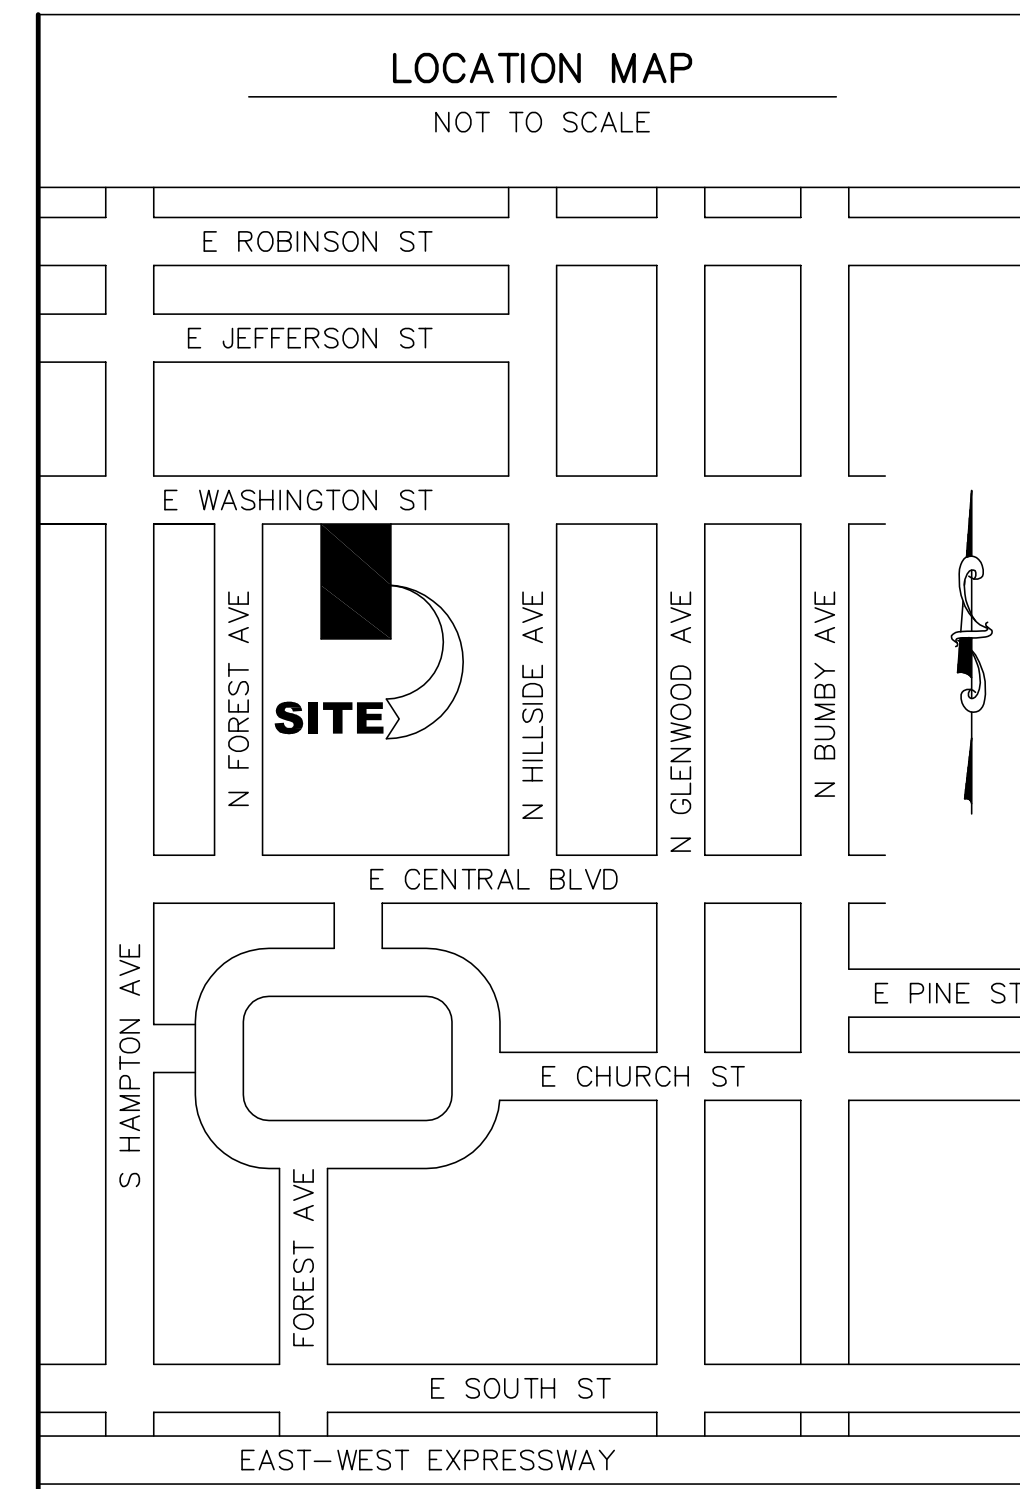 LOCATION MAP
NOT TO SCALE
E ROBINSON ST
E JEFFERSON ST
E WASHINGTON ST
N FOREST AVE
SITE
N HILLSIDE AVE
N GLENWOOD AVE
N BUMBY AVE
E CENTRAL BLVD
S HAMPTON AVE
E PINE ST
E CHURCH ST
FOREST AVE
E SOUTH ST
EAST-WEST EXPRESSWAY